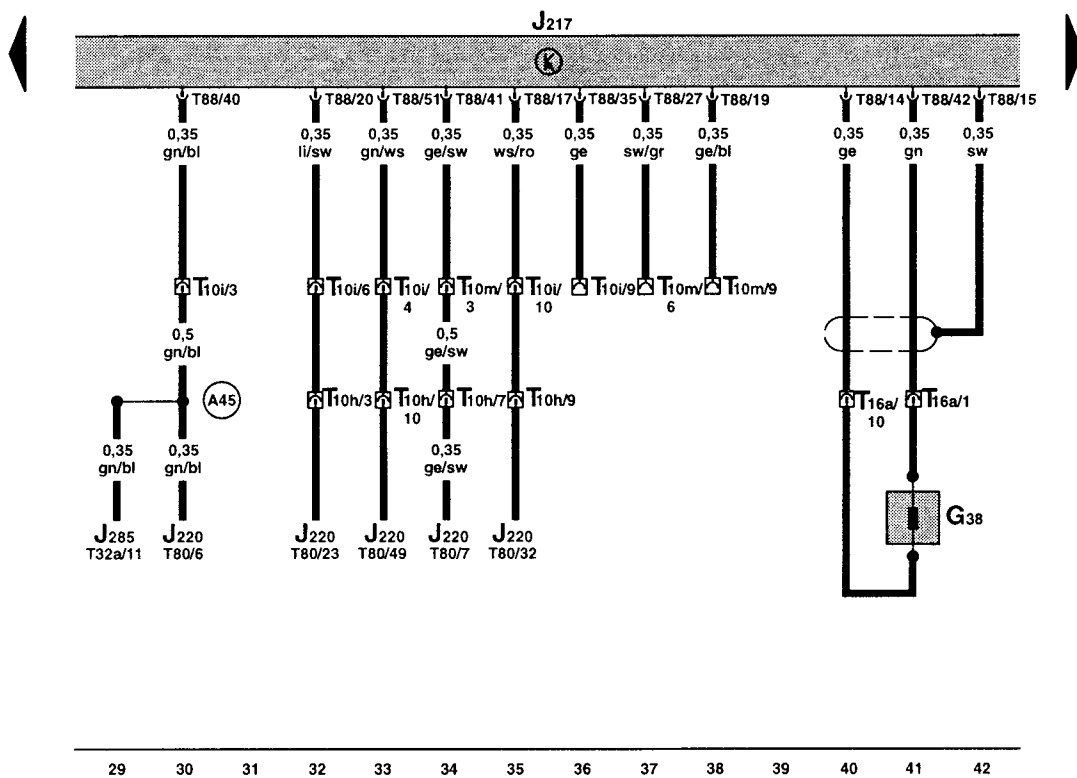 J217
K
T88/40 T88/20 T88/51 T88/41 T88/17 T88/35 T88/27 T88/19 T88/14 T88/42 T88/15
0,35 0,35 0,35 0,35 0,35 0,35 0,35 0,35 0,35 0,35 0,35
gn/bl li/sw gn/ws ge/sw ws/ro ge sw/gr ge/bl ge gn sw
T10i/3 T10i/6 T10i/4 T10m/3 T10i/10 T10i/9 T10m/6 T10m/9
0,5 0,5
gn/bl ge/sw
A45 T10h/3 T10h/10 T10h/7 T10h/9 T16a/10 T16a/1
0,35 0,35 0,35
gn/bl gn/bl ge/sw
G38
J285 J220 J220 J220 J220 J220
T32a/11 T80/6 T80/23 T80/49 T80/7 T80/32
29 30 31 32 33 34 35 36 37 38 39 40 41 42